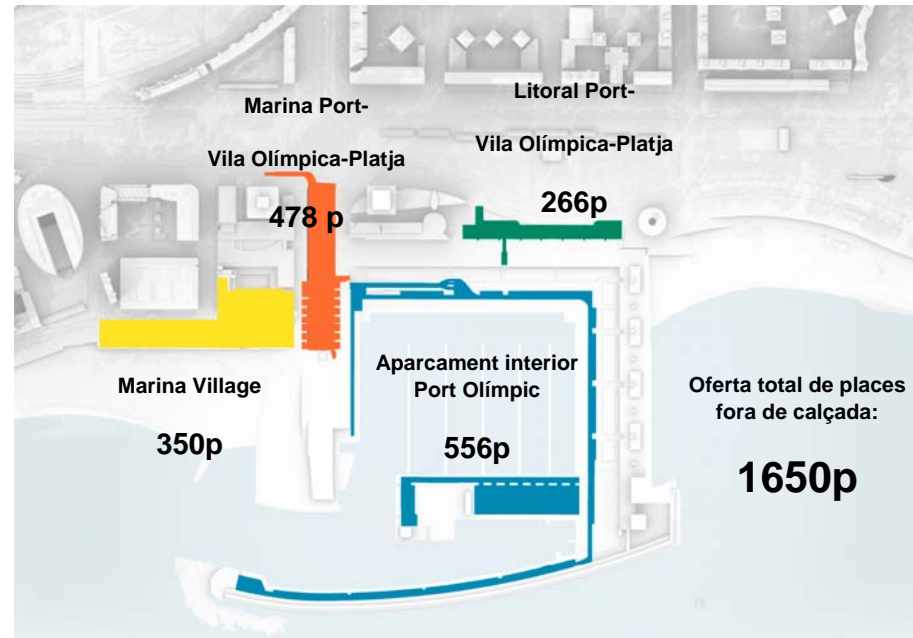 Marina Port-
Vila Olímpica-Platja
478 p
Litoral Port-
Vila Olímpica-Platja
266p
Marina Village
350p
Aparcament interior
Port Olímpic
556p
Oferta total de places
fora de calçada:
1650p